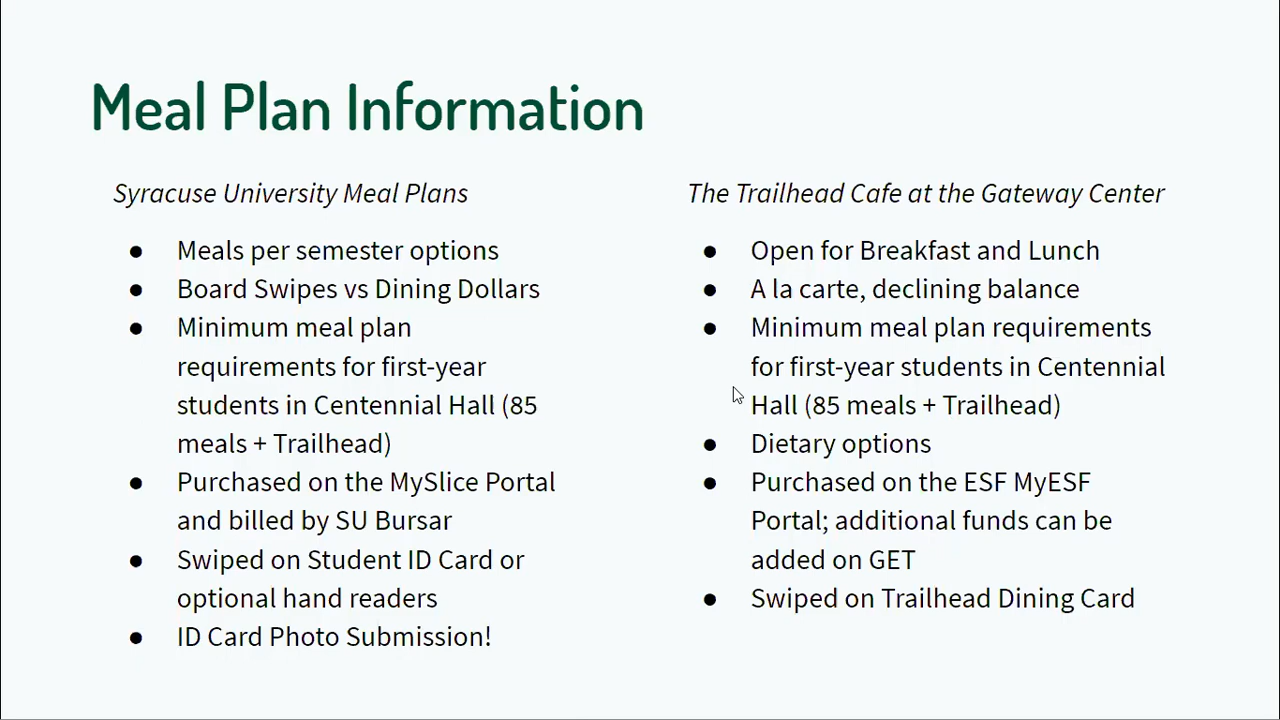 Meal Plan Information
Syracuse University Meal Plans
● Meals per semester options
● Board Swipes vs Dining Dollars
● Minimum meal plan
requirements for first-year
students in Centennial Hall (85
meals + Trailhead)
● Purchased on the MySlice Portal
and billed by SU Bursar
● Swiped on Student ID Card or
optional hand readers
● ID Card Photo Submission!
The Trailhead Cafe at the Gateway Center
● Open for Breakfast and Lunch
● A la carte, declining balance
● Minimum meal plan requirements
for first-year students in Centennial
Hall (85 meals + Trailhead)
● Dietary options
● Purchased on the ESF MyESF
Portal; additional funds can be
added on GET
● Swiped on Trailhead Dining Card